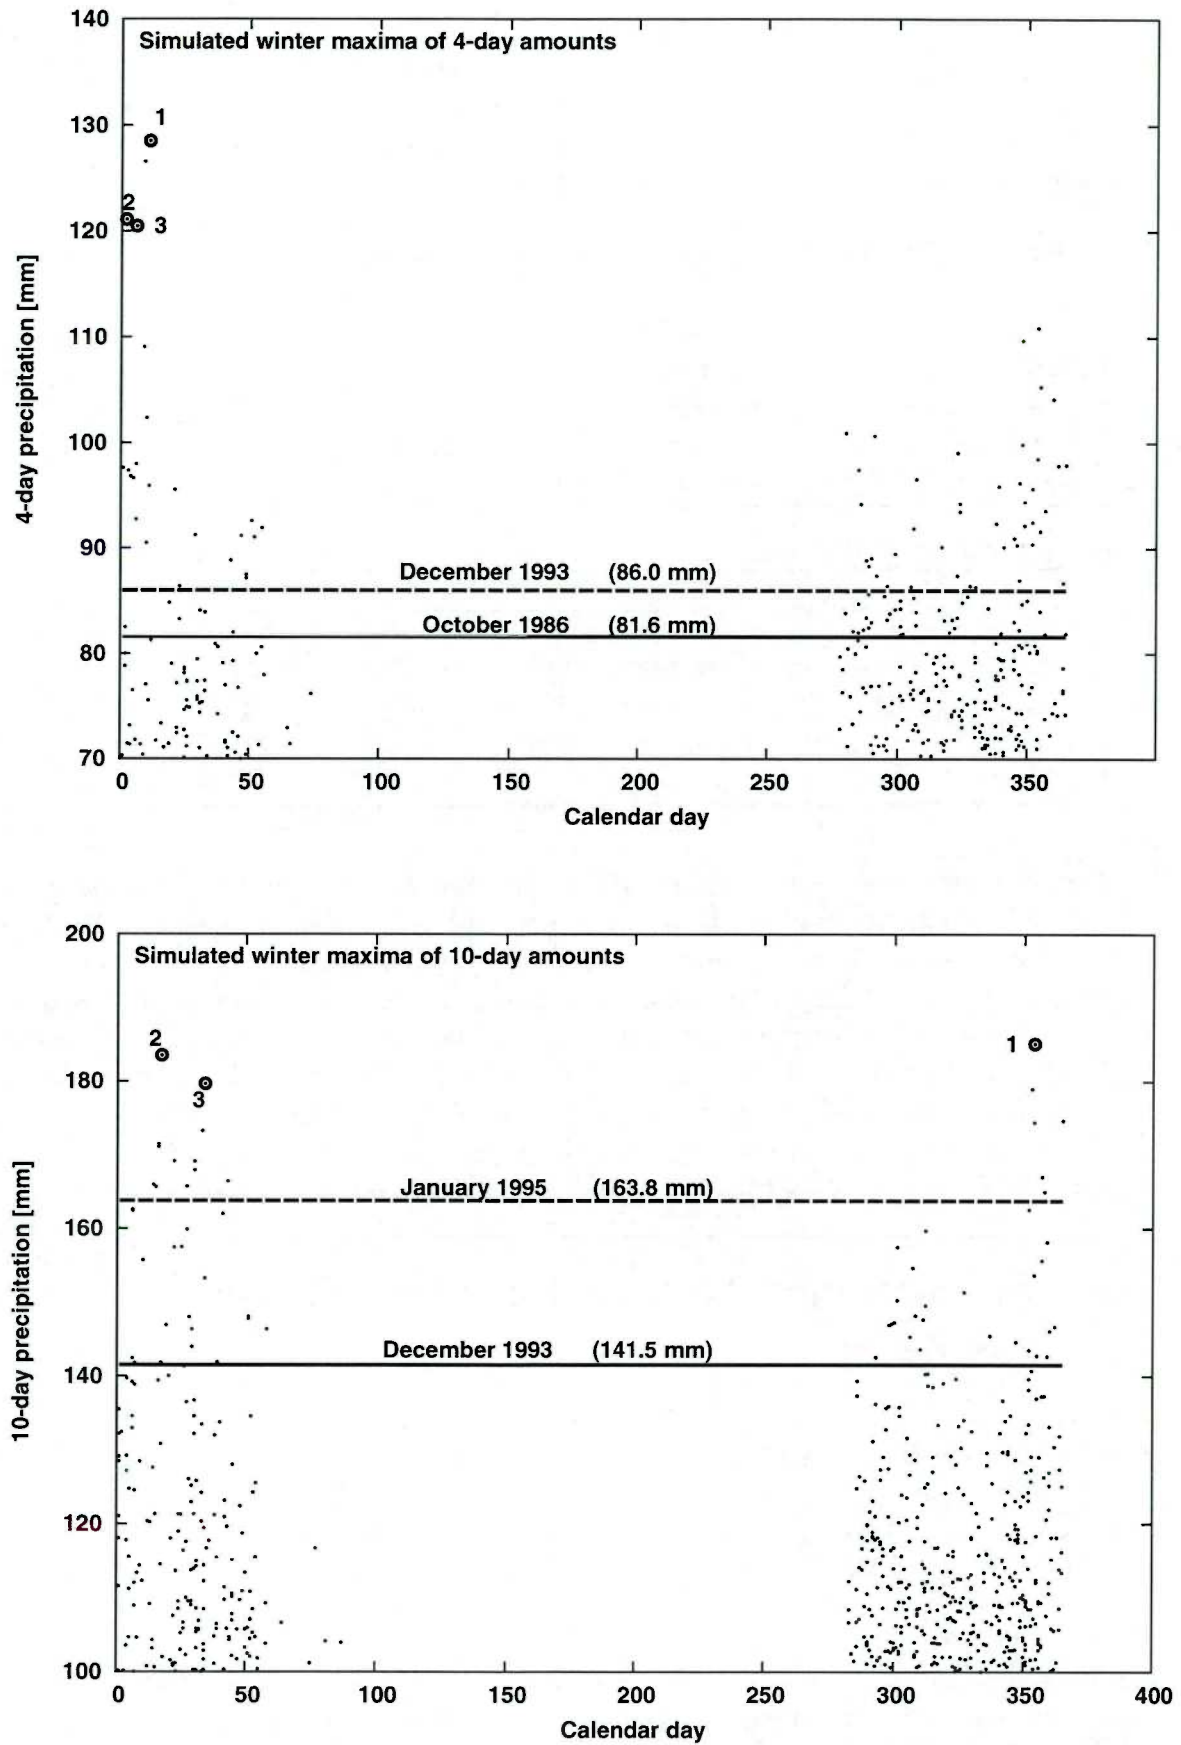 Simulated winter maxima of 4-day amounts
140
130
120
110
100
90
80
70
1
2
3
4-day precipitation [mm]
December 1993 (86.0 mm)
October 1986 (81.6 mm)
0 50 100 150 200 250 300 350
Calendar day
Simulated winter maxima of 10-day amounts
200
180
160
140
120
100
2
3
1
10-day precipitation [mm]
January 1995 (163.8 mm)
December 1993 (141.5 mm)
0 50 100 150 200 250 300 350 400
Calendar day